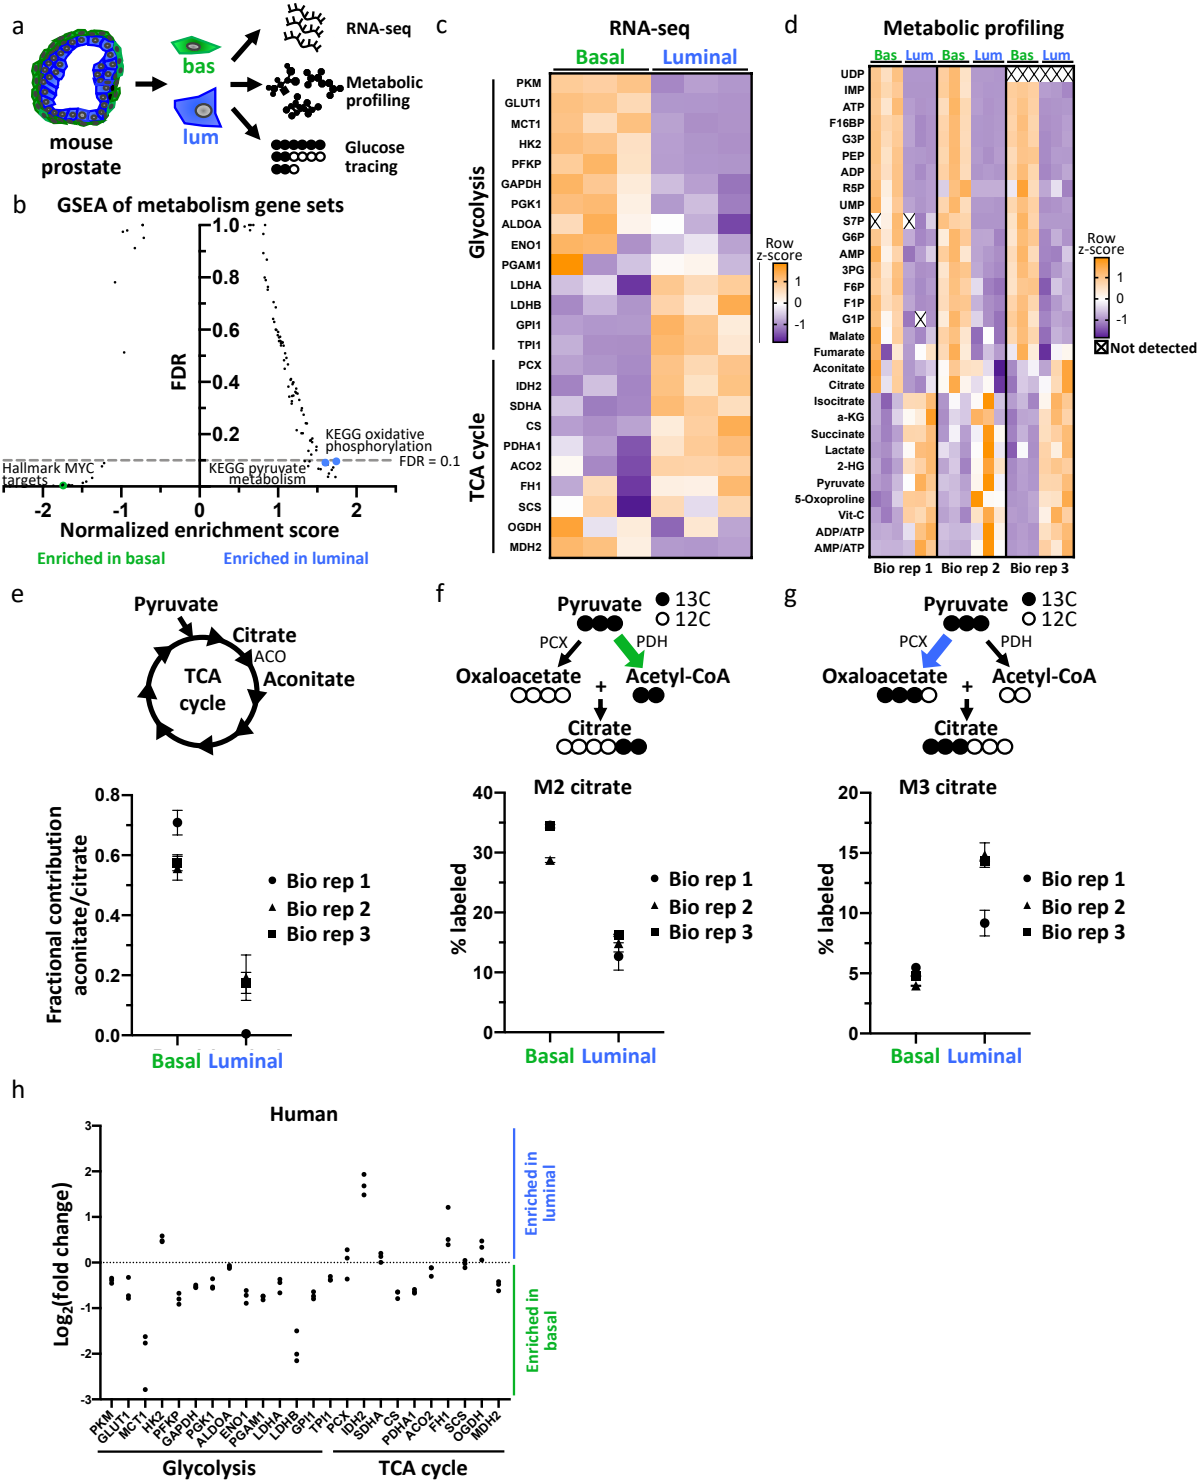 a
mouse
prostate
bas
lum
RNA-seq
Metabolic
profiling
Glucose
tracing
b
GSEA of metabolism gene sets
FDR
1.0
0.8
0.6
0.4
0.2
KEGG oxidative
phosphorylation
FDR = 0.1
Hallmark MYC
targets
KEGG pyruvate
metabolism
-2
-1
0
1
2
Normalized enrichment score
Enriched in basal
Enriched in luminal
c
RNA-seq
Basal
Luminal
Glycolysis
PKM
GLUT1
MCT1
HK2
PFKP
GAPDH
PGK1
ALDOA
ENO1
PGAM1
LDHA
LDHB
GPI1
TPI1
TCA cycle
PCX
IDH2
SDHA
CS
PDHA1
ACO2
FH1
SCS
OGDH
MDH2
Row
z-score
1
0
-1
d
Metabolic profiling
Bas Lum Bas Lum Bas Lum
UDP
IMP
ATP
F16BP
G3P
PEP
ADP
R5P
UMP
S7P
G6P
AMP
3PG
F6P
F1P
G1P
Malate
Fumarate
Aconitate
Citrate
Isocitrate
a-KG
Succinate
Lactate
2-HG
Pyruvate
5-Oxoproline
Vit-C
ADP/ATP
AMP/ATP
Bio rep 1 Bio rep 2 Bio rep 3
Row
z-score
1
0
-1
Not detected
e
Pyruvate
Citrate
ACO
Aconitate
TCA
cycle
Fractional contribution
aconitate/citrate
0.8
0.6
0.4
0.2
0.0
Basal Luminal
Bio rep 1
Bio rep 2
Bio rep 3
f
Pyruvate
13C
12C
PCX
PDH
Oxaloacetate
+
Acetyl-CoA
Citrate
M2 citrate
% labeled
40
30
20
10
0
Basal Luminal
Bio rep 1
Bio rep 2
Bio rep 3
g
Pyruvate
PCX
PDH
Oxaloacetate
+
Acetyl-CoA
Citrate
M3 citrate
% labeled
20
15
10
5
0
Basal Luminal
Bio rep 1
Bio rep 2
Bio rep 3
h
Human
Log2(fold change)
3
2
1
0
-1
-2
-3
Enriched in
luminal
Enriched in
basal
PKM
GLUT1
MCT1
HK2
PFKP
GAPDH
PGK1
ALDOA
ENO1
PGAM1
LDHA
LDHB
GPI1
TPI1
PCX
IDH2
SDHA
CS
PDHA1
ACO2
FH1
SCS
OGDH
MDH2
Glycolysis
TCA cycle